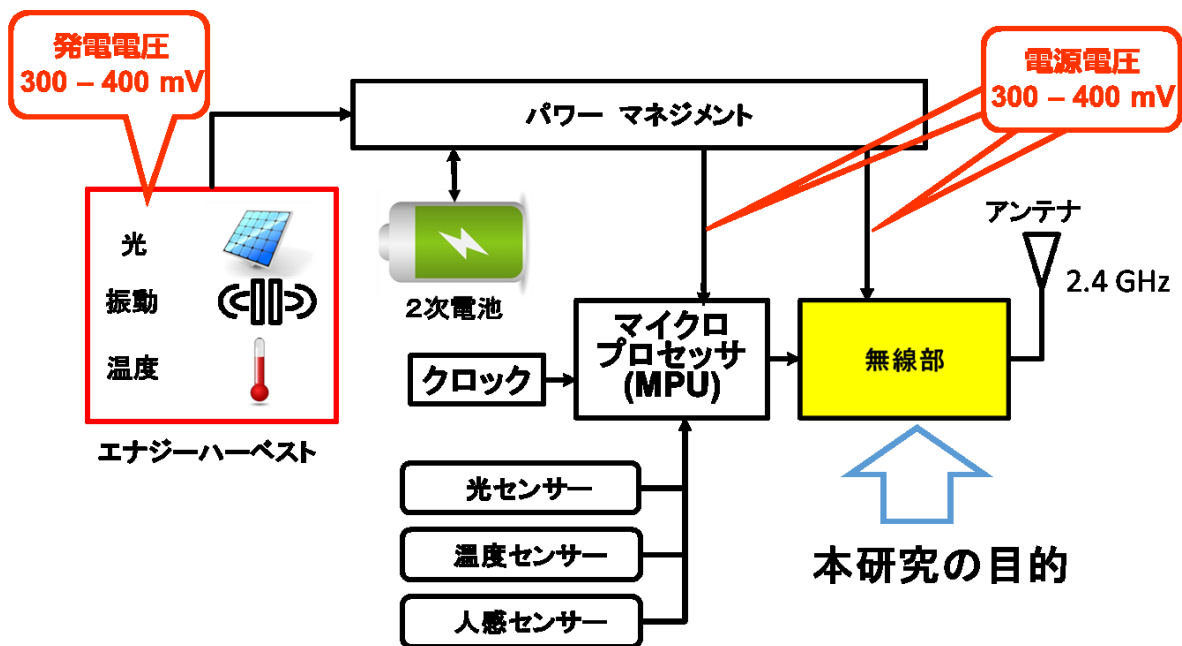 発電電圧
300 – 400 mV
電源電圧
300 – 400 mV
パワー マネジメント
光
振動
温度
エナジーハーベスト
2次電池
アンテナ
2.4 GHz
クロック
マイクロ
プロセッサ
(MPU)
無線部
光センサー
温度センサー
人感センサー
本研究の目的